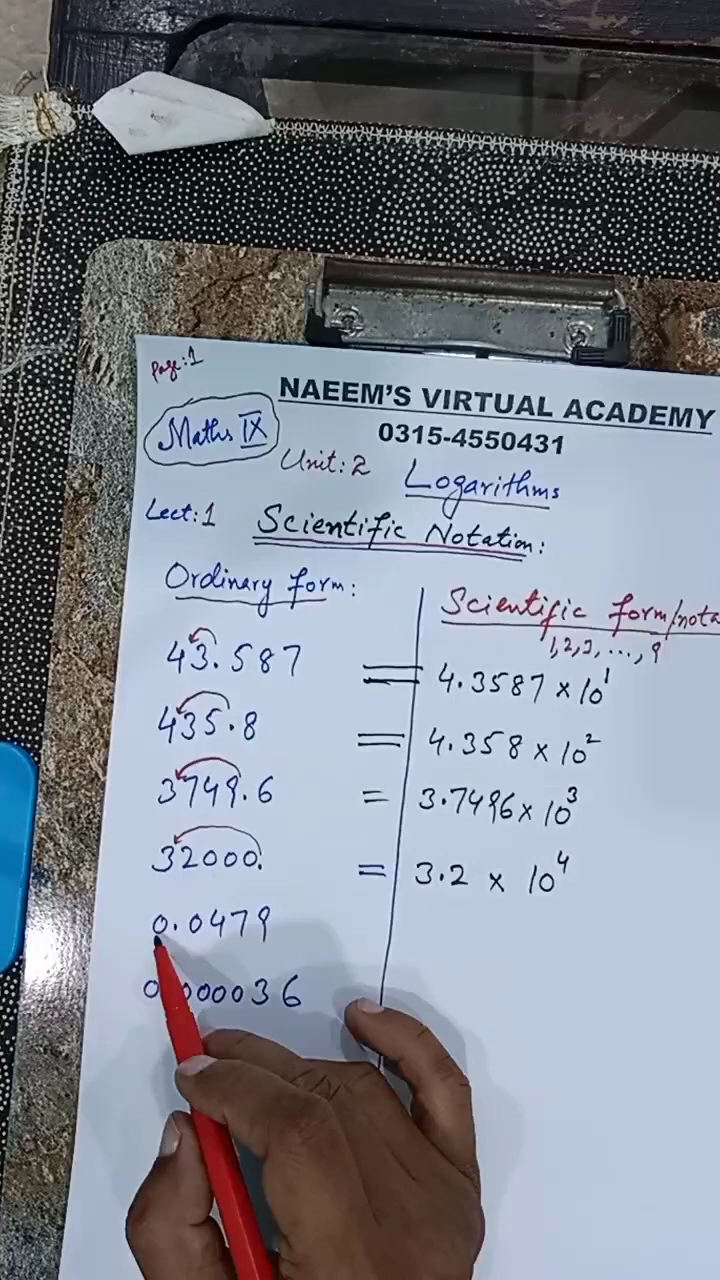 Page:1
NAEEM'S VIRTUAL ACADEMY
Maths IX
0315-4550431
Unit:2 Logarithms
Lect:1 Scientific Notation:
Ordinary form:
Scientific form/nota
1,2,3,...,9
43.587 = 4.3587 × 10¹
435.8 = 4.358 × 10²
3749.6 = 3.7496 × 10³
32000. = 3.2 × 10⁴
0.0479
0.000036